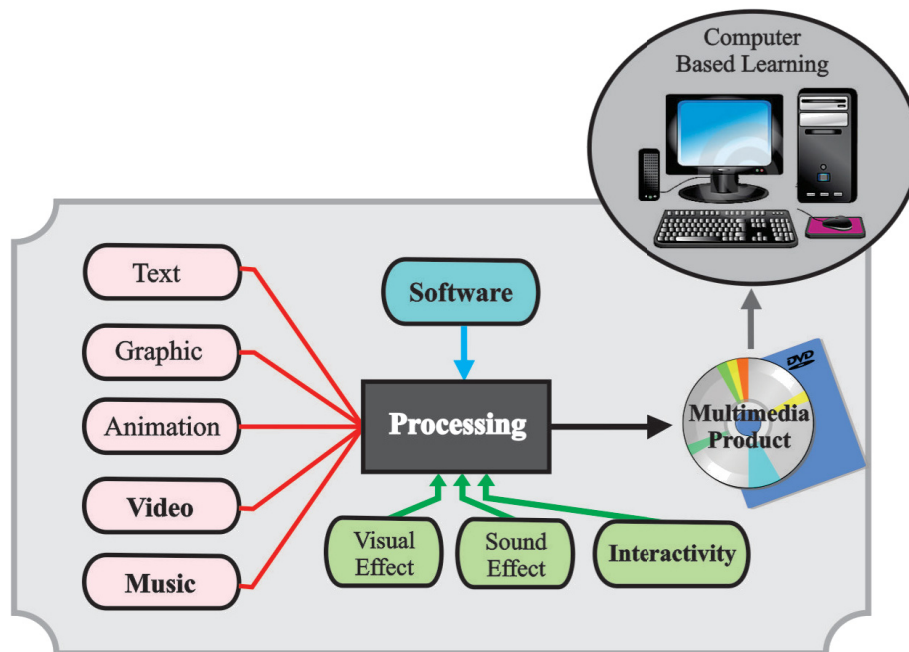 Computer
Based Learning
Text
Graphic
Animation
Video
Music
Software
Processing
Visual
Effect
Sound
Effect
Interactivity
DVD
Multimedia
Product